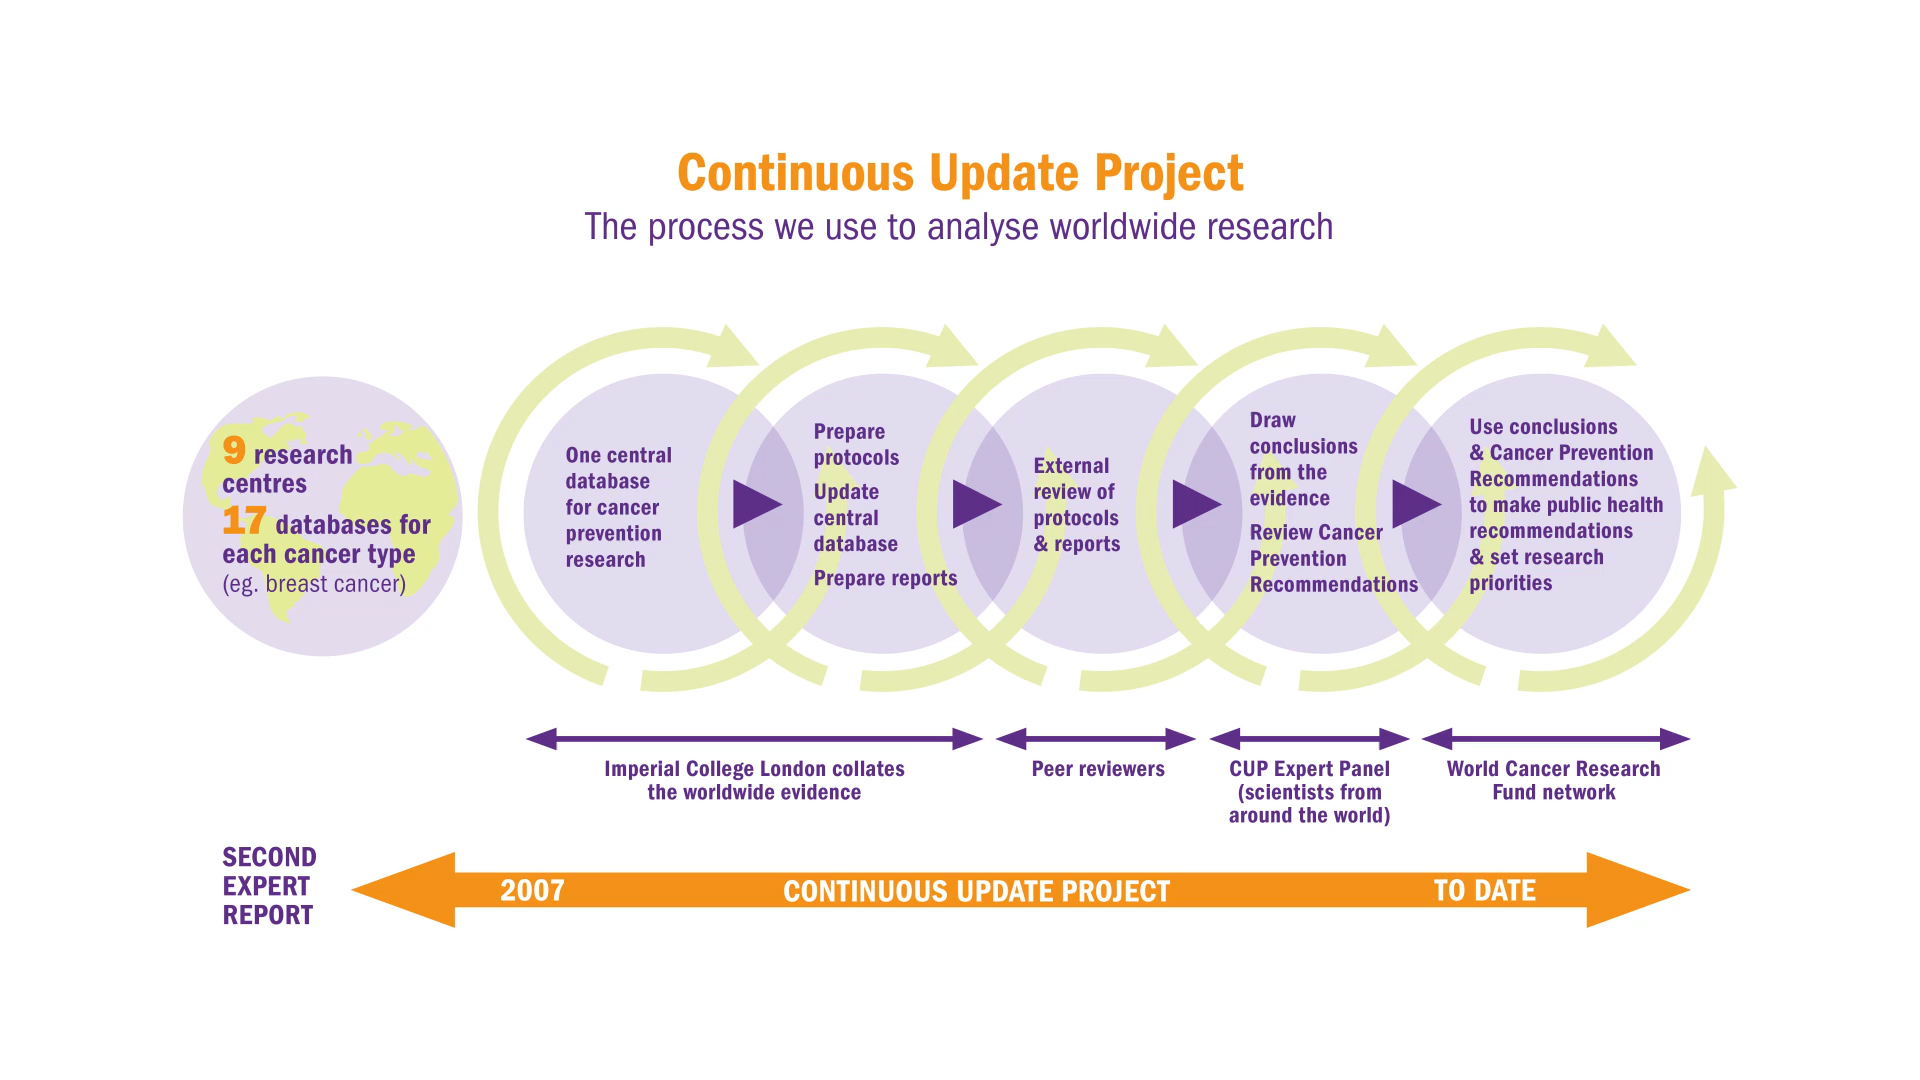 Continuous Update Project
The process we use to analyse worldwide research
9 research
centres
17 databases for
each cancer type
(eg. breast cancer)
One central
database
for cancer
prevention
research
Prepare
protocols
Update
central
database
Prepare reports
External
review of
protocols
& reports
Draw
conclusions
from the
evidence
Review Cancer
Prevention
Recommendations
Use conclusions
& Cancer Prevention
Recommendations
to make public health
recommendations
& set research
priorities
Imperial College London collates
the worldwide evidence
Peer reviewers
CUP Expert Panel
(scientists from
around the world)
World Cancer Research
Fund network
SECOND
EXPERT
REPORT
2007
CONTINUOUS UPDATE PROJECT
TO DATE